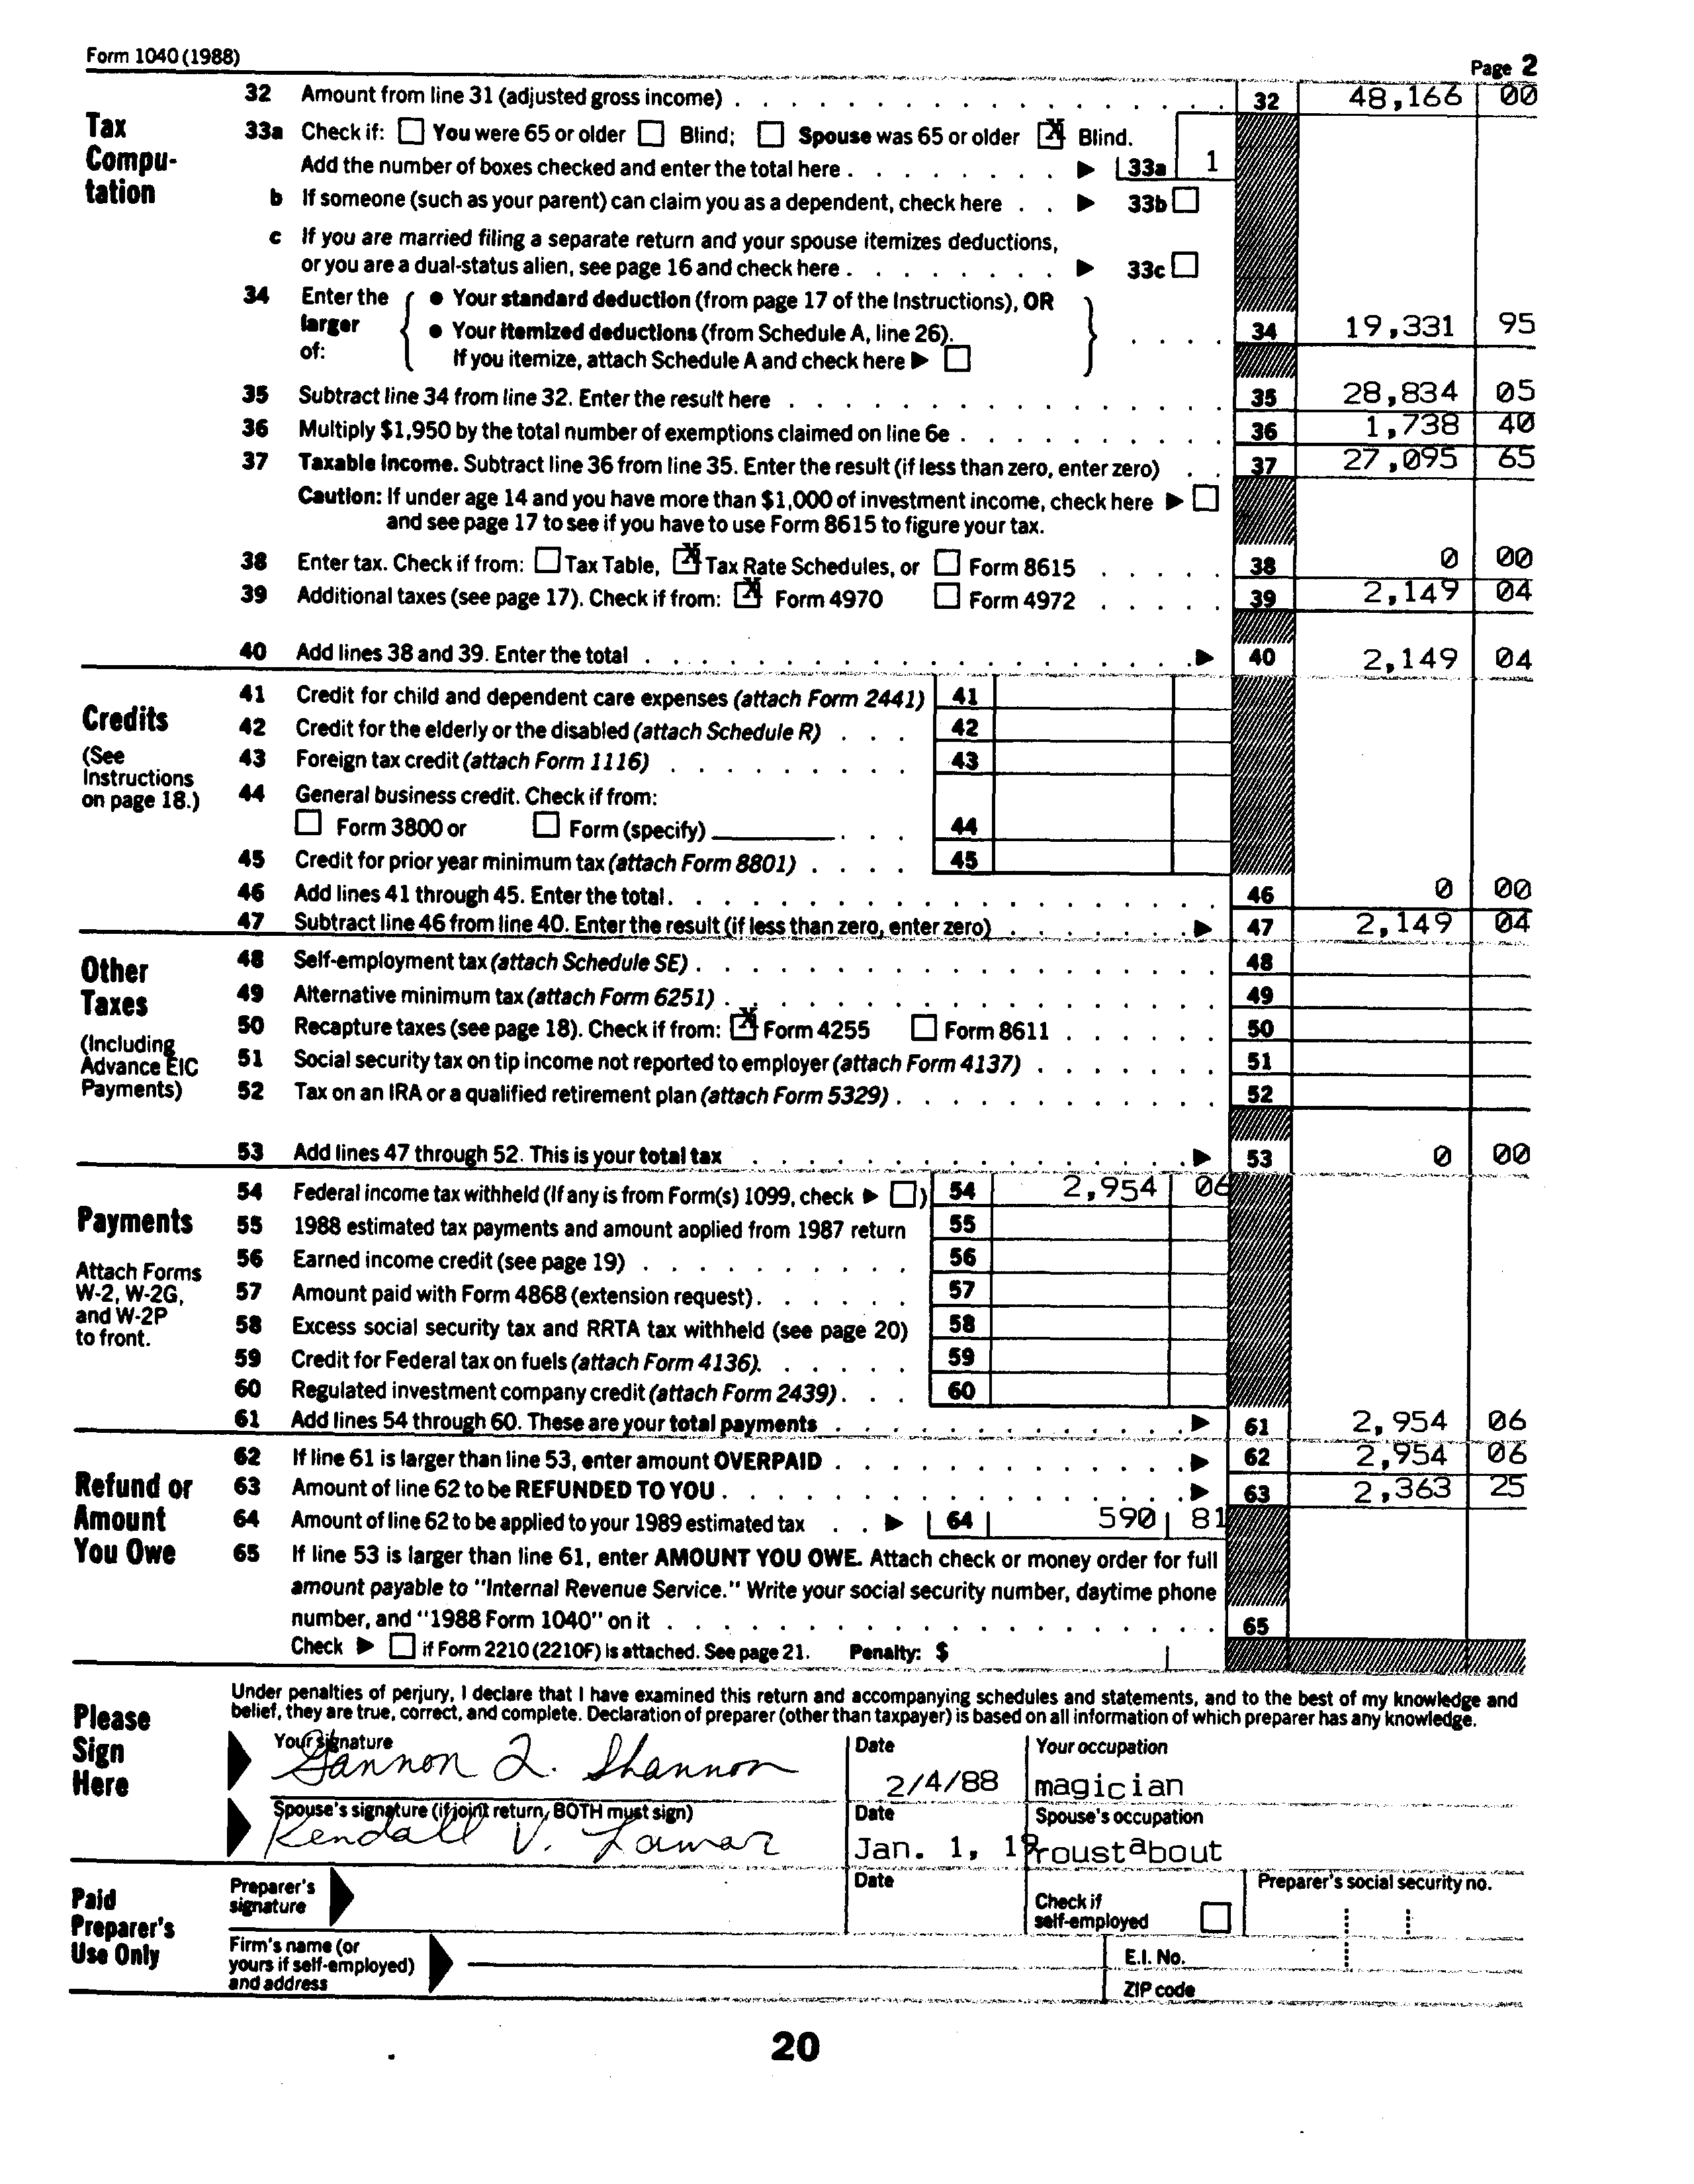 Form 1040 (1988) Page 2
Tax Computation
32 Amount from line 31 (adjusted gross income) . . . 32 48,166 00
33a Check if: ☐ You were 65 or older ☐ Blind; ☐ Spouse was 65 or older ☒ Blind.
Add the number of boxes checked and enter the total here . . . ▶ 33a 1
b If someone (such as your parent) can claim you as a dependent, check here . . ▶ 33b ☐
c If you are married filing a separate return and your spouse itemizes deductions,
or you are a dual-status alien, see page 16 and check here . . . ▶ 33c ☐
34 Enter the larger of: { ● Your standard deduction (from page 17 of the Instructions), OR
● Your itemized deductions (from Schedule A, line 26).
If you itemize, attach Schedule A and check here ▶ ☐ } . . . . 34 19,331 95
35 Subtract line 34 from line 32. Enter the result here . . . 35 28,834 05
36 Multiply $1,950 by the total number of exemptions claimed on line 6e . . . 36 1,738 40
37 Taxable income. Subtract line 36 from line 35. Enter the result (if less than zero, enter zero) . . 37 27,095 65
Caution: If under age 14 and you have more than $1,000 of investment income, check here ▶ ☐
and see page 17 to see if you have to use Form 8615 to figure your tax.
38 Enter tax. Check if from: ☐ Tax Table, ☒ Tax Rate Schedules, or ☐ Form 8615 . . . 38 0 00
39 Additional taxes (see page 17). Check if from: ☒ Form 4970 ☐ Form 4972 . . . 39 2,149 04
40 Add lines 38 and 39. Enter the total . . . ▶ 40 2,149 04
Credits
(See Instructions on page 18.)
41 Credit for child and dependent care expenses (attach Form 2441) 41
42 Credit for the elderly or the disabled (attach Schedule R) . . . 42
43 Foreign tax credit (attach Form 1116) . . . 43
44 General business credit. Check if from:
☐ Form 3800 or ☐ Form (specify) ________ . . . 44
45 Credit for prior year minimum tax (attach Form 8801) . . . . 45
46 Add lines 41 through 45. Enter the total . . . 46 0 00
47 Subtract line 46 from line 40. Enter the result (if less than zero, enter zero) . . . ▶ 47 2,149 04
Other Taxes
(Including Advance EIC Payments)
48 Self-employment tax (attach Schedule SE) . . . 48
49 Alternative minimum tax (attach Form 6251) . . . 49
50 Recapture taxes (see page 18). Check if from: ☒ Form 4255 ☐ Form 8611 . . . 50
51 Social security tax on tip income not reported to employer (attach Form 4137) . . . 51
52 Tax on an IRA or a qualified retirement plan (attach Form 5329) . . . 52
53 Add lines 47 through 52. This is your total tax . . . ▶ 53 0 00
Payments
Attach Forms W-2, W-2G, and W-2P to front.
54 Federal income tax withheld (If any is from Form(s) 1099, check ▶ ☐) 54 2,954 06
55 1988 estimated tax payments and amount applied from 1987 return 55
56 Earned income credit (see page 19) . . . 56
57 Amount paid with Form 4868 (extension request) . . . 57
58 Excess social security tax and RRTA tax withheld (see page 20) 58
59 Credit for Federal tax on fuels (attach Form 4136). . . . 59
60 Regulated investment company credit (attach Form 2439) . . . 60
61 Add lines 54 through 60. These are your total payments . . . ▶ 61 2,954 06
Refund or Amount You Owe
62 If line 61 is larger than line 53, enter amount OVERPAID . . . ▶ 62 2,954 06
63 Amount of line 62 to be REFUNDED TO YOU . . . ▶ 63 2,363 25
64 Amount of line 62 to be applied to your 1989 estimated tax . . ▶ 64 590 81
65 If line 53 is larger than line 61, enter AMOUNT YOU OWE. Attach check or money order for full
amount payable to "Internal Revenue Service." Write your social security number, daytime phone
number, and "1988 Form 1040" on it . . . 65
Check ▶ ☐ if Form 2210 (2210F) is attached. See page 21. Penalty: $
Please Sign Here
Under penalties of perjury, I declare that I have examined this return and accompanying schedules and statements, and to the best of my knowledge and
belief, they are true, correct, and complete. Declaration of preparer (other than taxpayer) is based on all information of which preparer has any knowledge.
Your signature Date Your occupation
Gannon Q. Shannon 2/4/88 magician
Spouse's signature (if joint return, BOTH must sign) Date Spouse's occupation
Kendall V. Lamar Jan. 1, 19 roustabout
Paid Preparer's Use Only
Preparer's signature Date Check if self-employed ☐ Preparer's social security no.
Firm's name (or yours if self-employed) and address E.I. No.
ZIP code
20